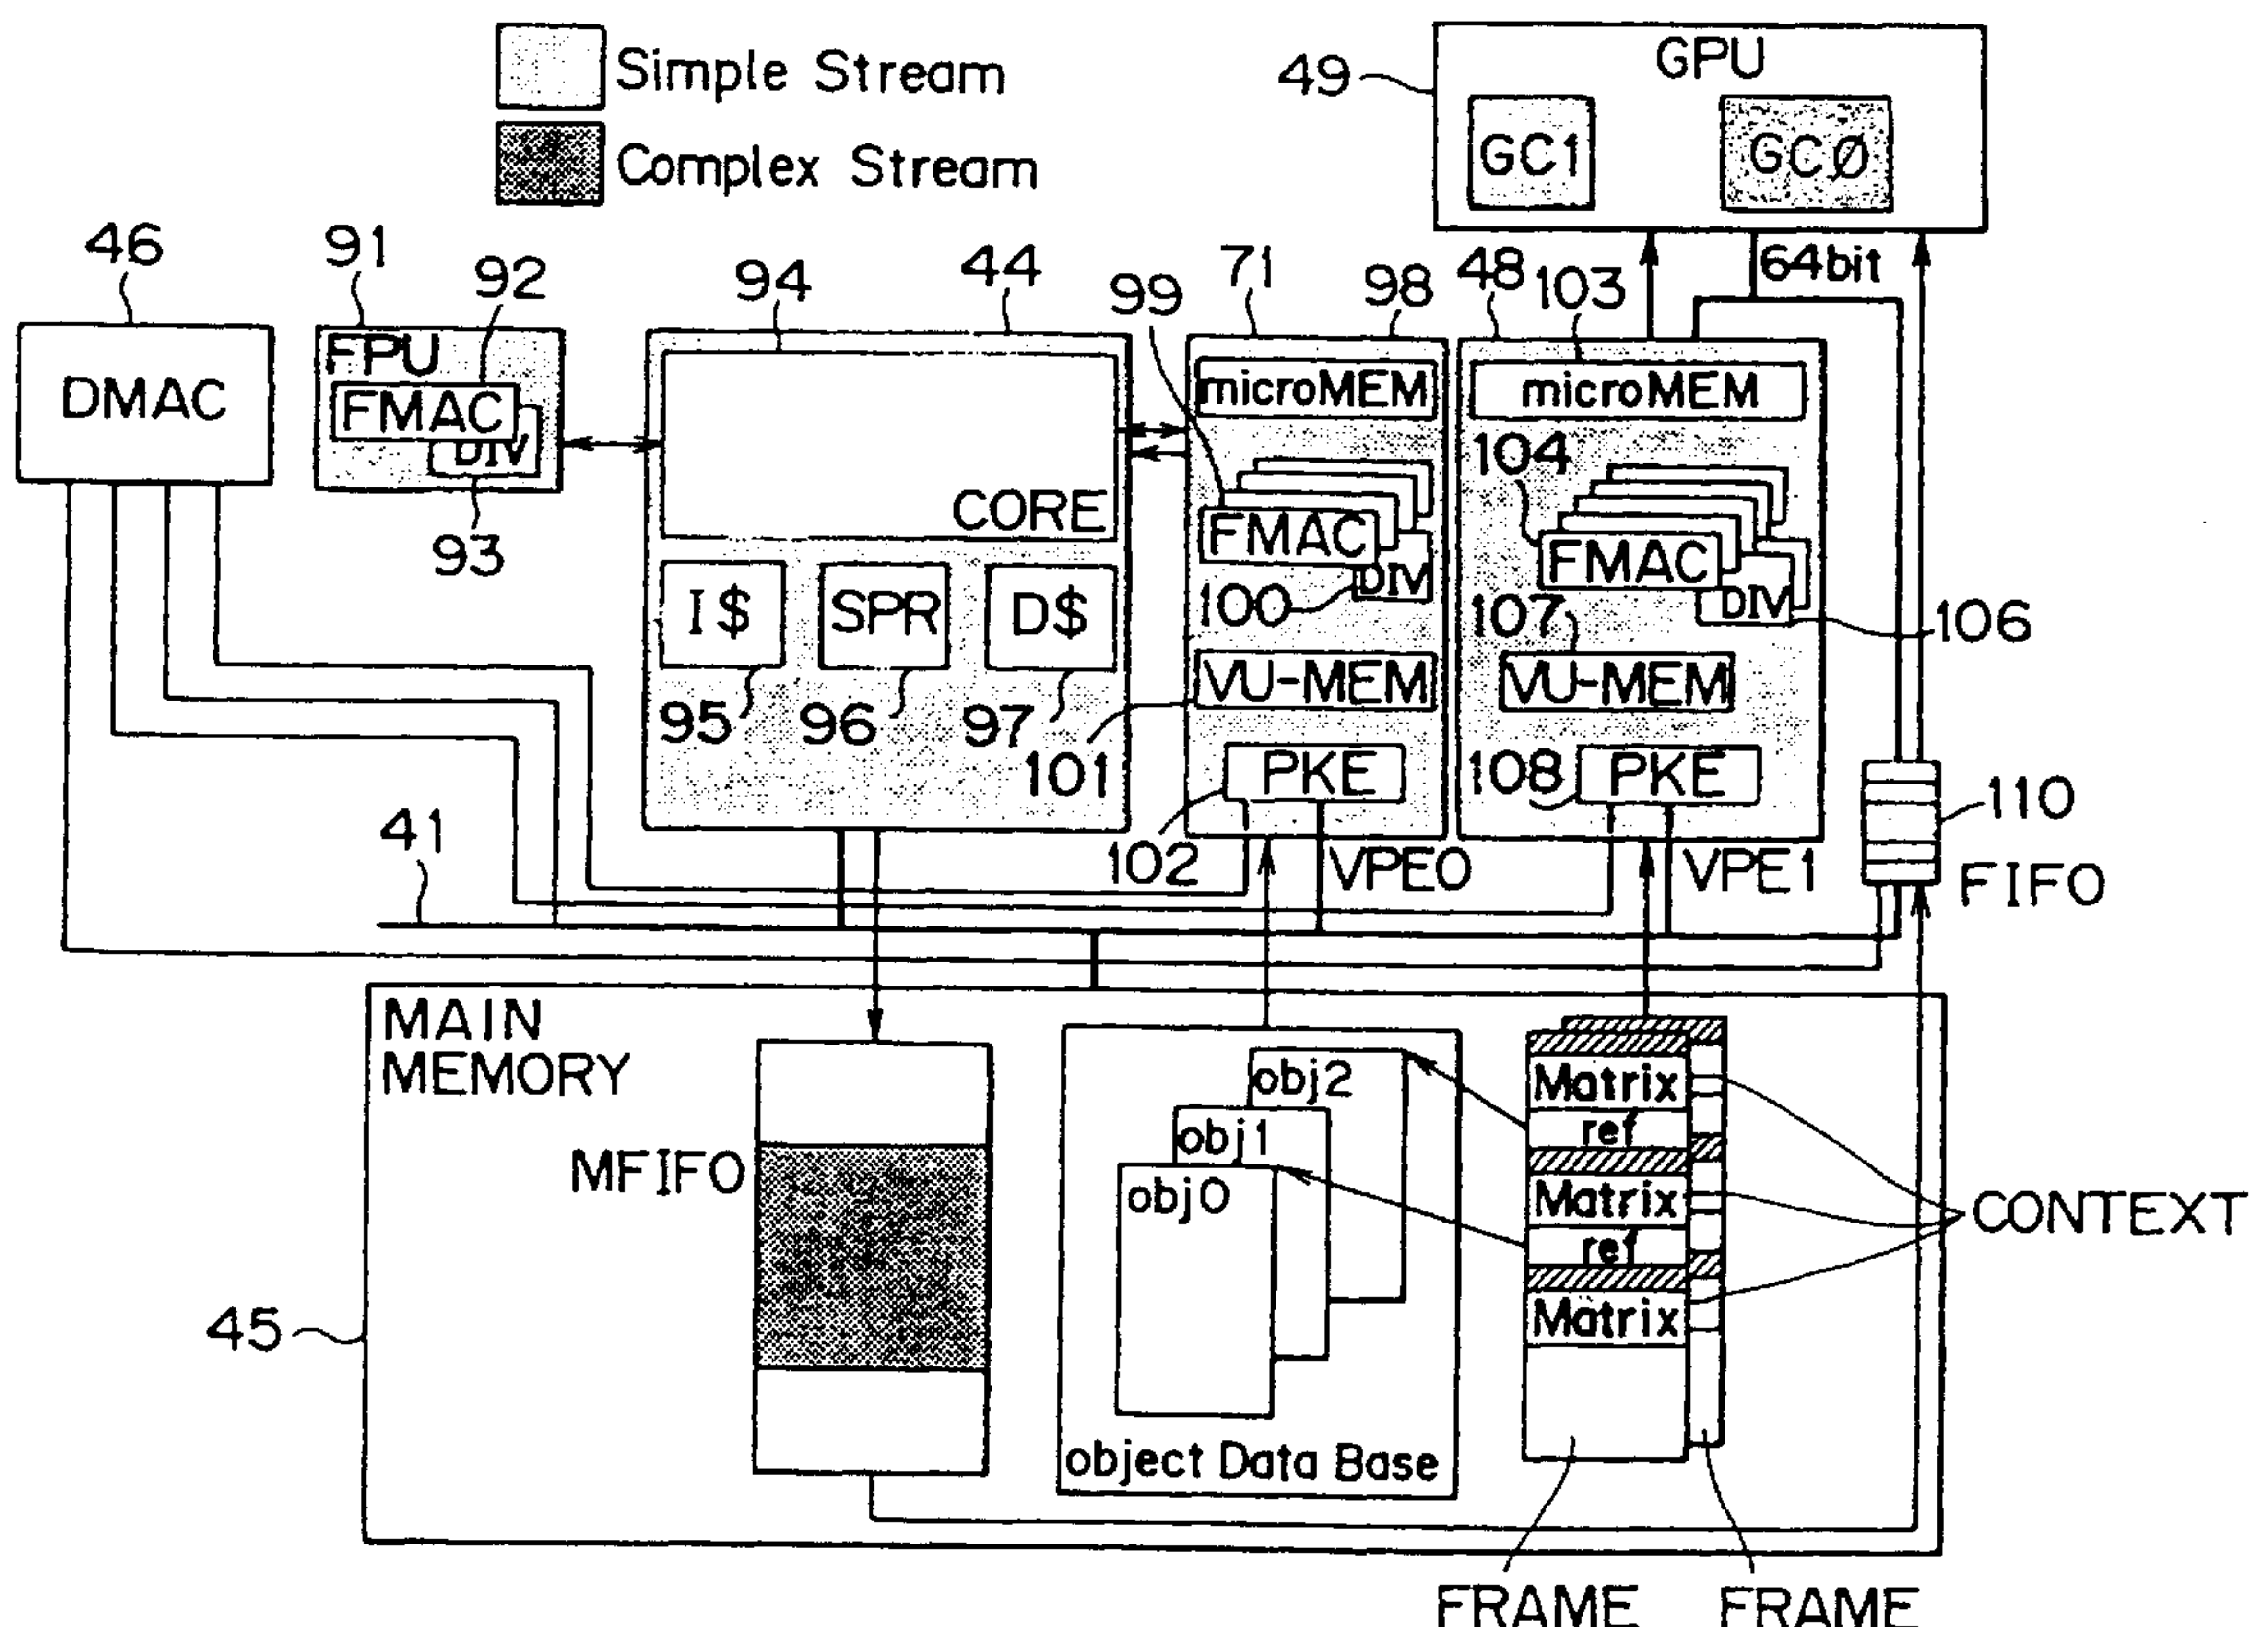 Simple Stream
Complex Stream
49
GPU
GC1
GC0̸
64bit
46
91
92
94
44
99
71
98
48
103
DMAC
FPU
FMAC
DIV
93
CORE
I$
SPR
D$
95
96
97
microMEM
FMAC
DIV
100
VU-MEM
101
PKE
102
VPE0
microMEM
104
FMAC
DIV
106
107
VU-MEM
108
PKE
VPE1
110
FIFO
41
MAIN
MEMORY
MFIFO
45
obj2
obj1
obj0
object Data Base
Matrix
ref
Matrix
ref
Matrix
CONTEXT
FRAME
FRAME